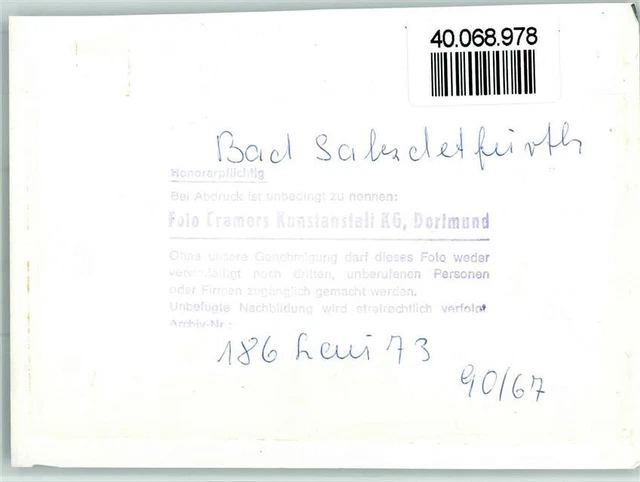 40.068.978
Bad Salzdetfurth
Honorarpflichtig
Bei Abdruck ist unbedingt zu nennen:
Foto Cramers Kunstanstalt KG, Dortmund
Ohne unsere Genehmigung darf dieses Foto weder
vervielfältigt noch dritten, unberufenen Personen
oder Firmen zugänglich gemacht werden.
Unbefugte Nachbildung wird strafrechtlich verfolgt
Archiv-Nr.:
186 73
90/67